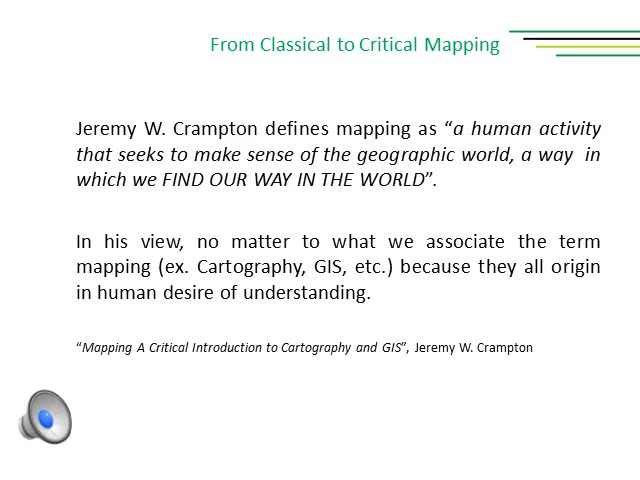 From Classical to Critical Mapping
Jeremy W. Crampton defines mapping as “a human activity
that seeks to make sense of the geographic world, a way in
which we FIND OUR WAY IN THE WORLD”.
In his view, no matter to what we associate the term
mapping (ex. Cartography, GIS, etc.) because they all origin
in human desire of understanding.
“Mapping A Critical Introduction to Cartography and GIS”, Jeremy W. Crampton